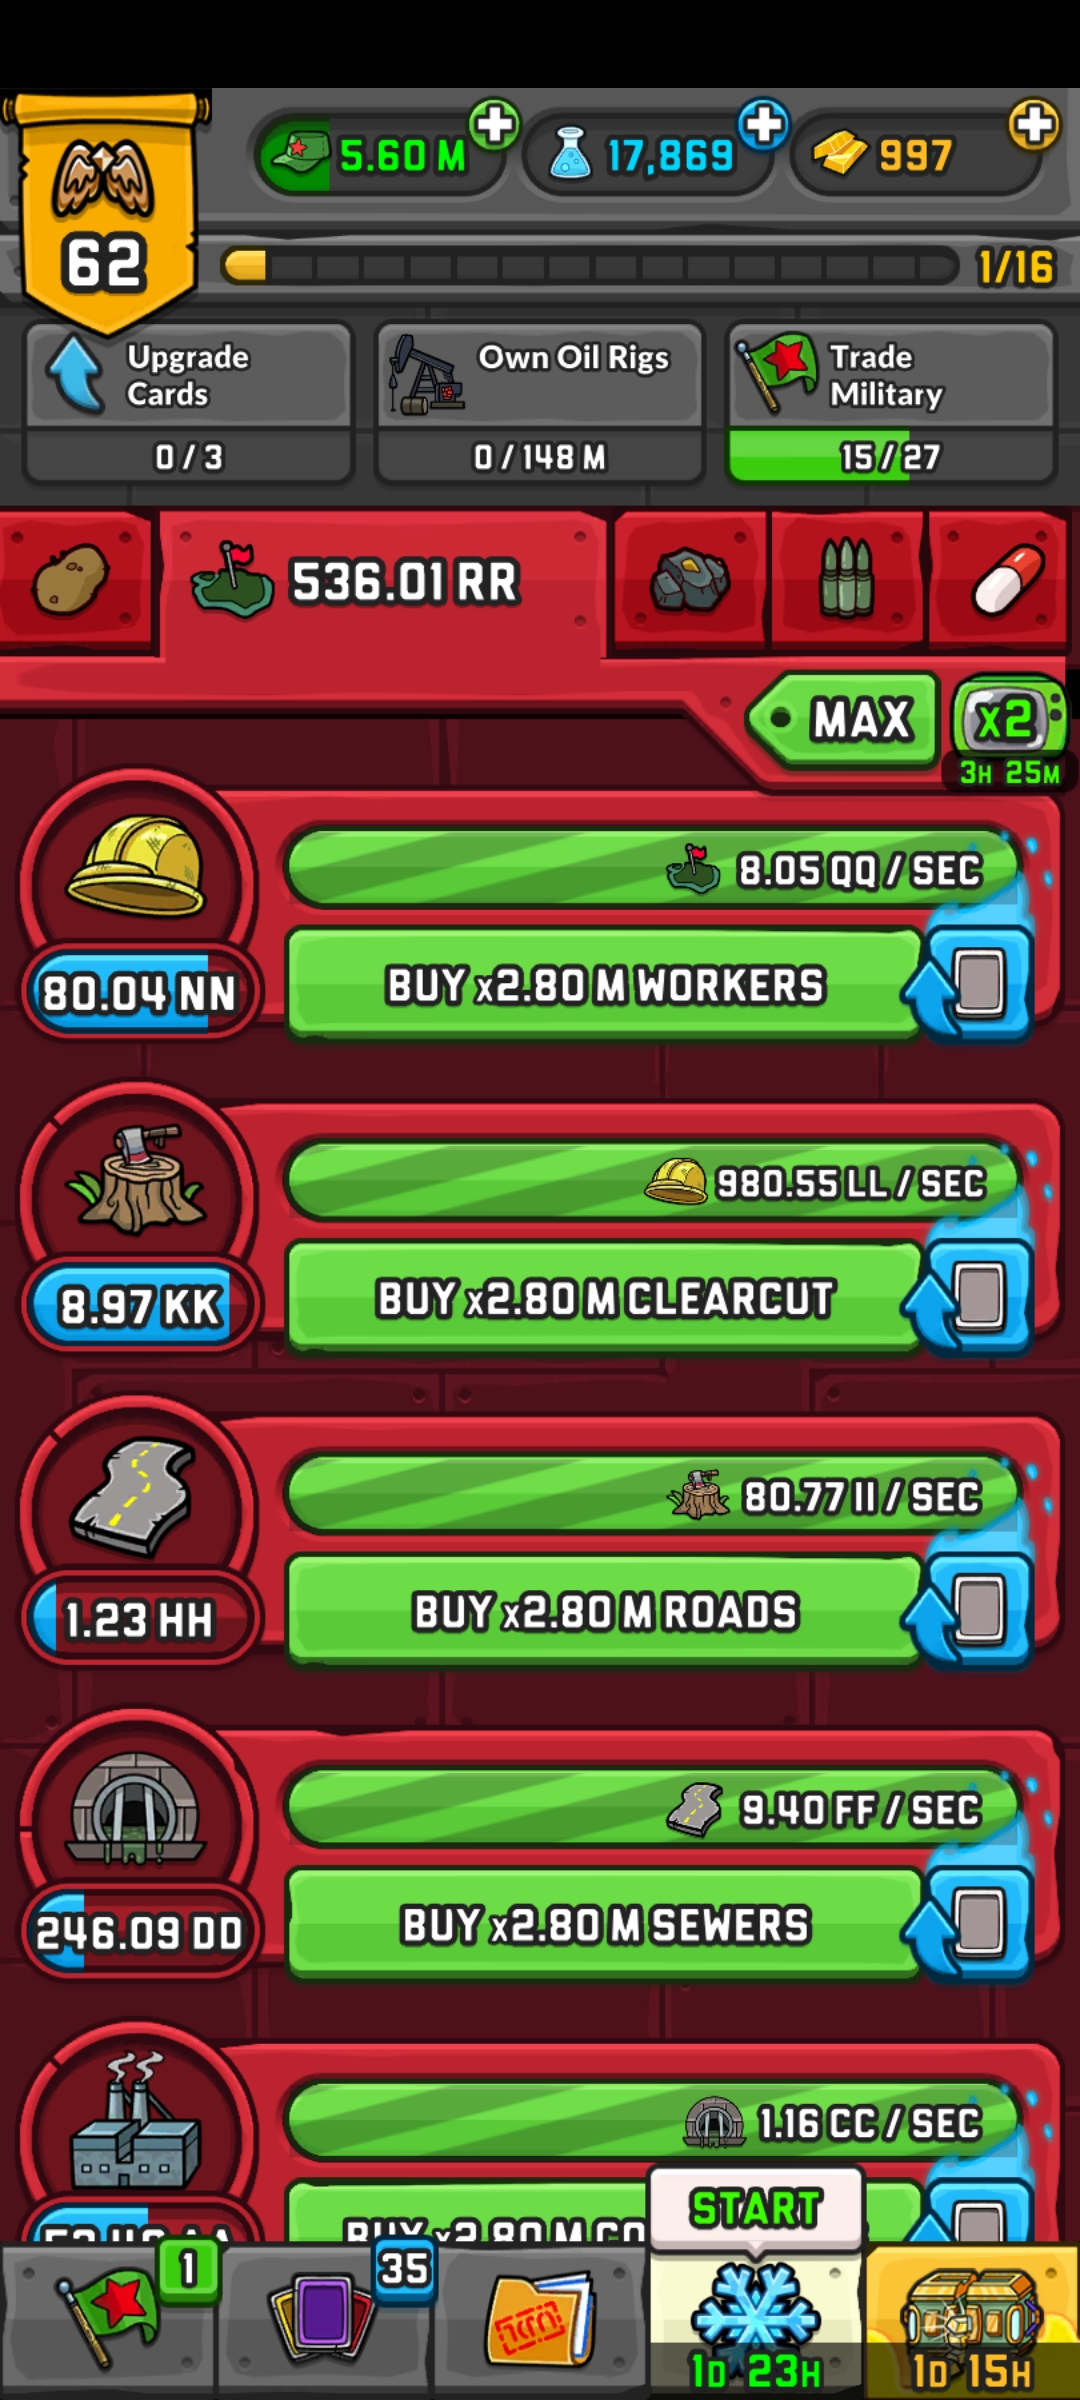 5.60 M
17,869
997
62
1/16
Upgrade
Cards
0 / 3
Own Oil Rigs
0 / 148 M
Trade
Military
15 / 27
536.01 RR
MAX
x2
3H 25M
8.05 QQ / SEC
80.04 NN
BUY x2.80 M WORKERS
980.55 LL / SEC
8.97 KK
BUY x2.80 M CLEARCUT
80.77 II / SEC
1.23 HH
BUY x2.80 M ROADS
9.40 FF / SEC
246.09 DD
BUY x2.80 M SEWERS
1.16 CC / SEC
BUY x2.80 M
START
1
35
1D 23H
1D 15H